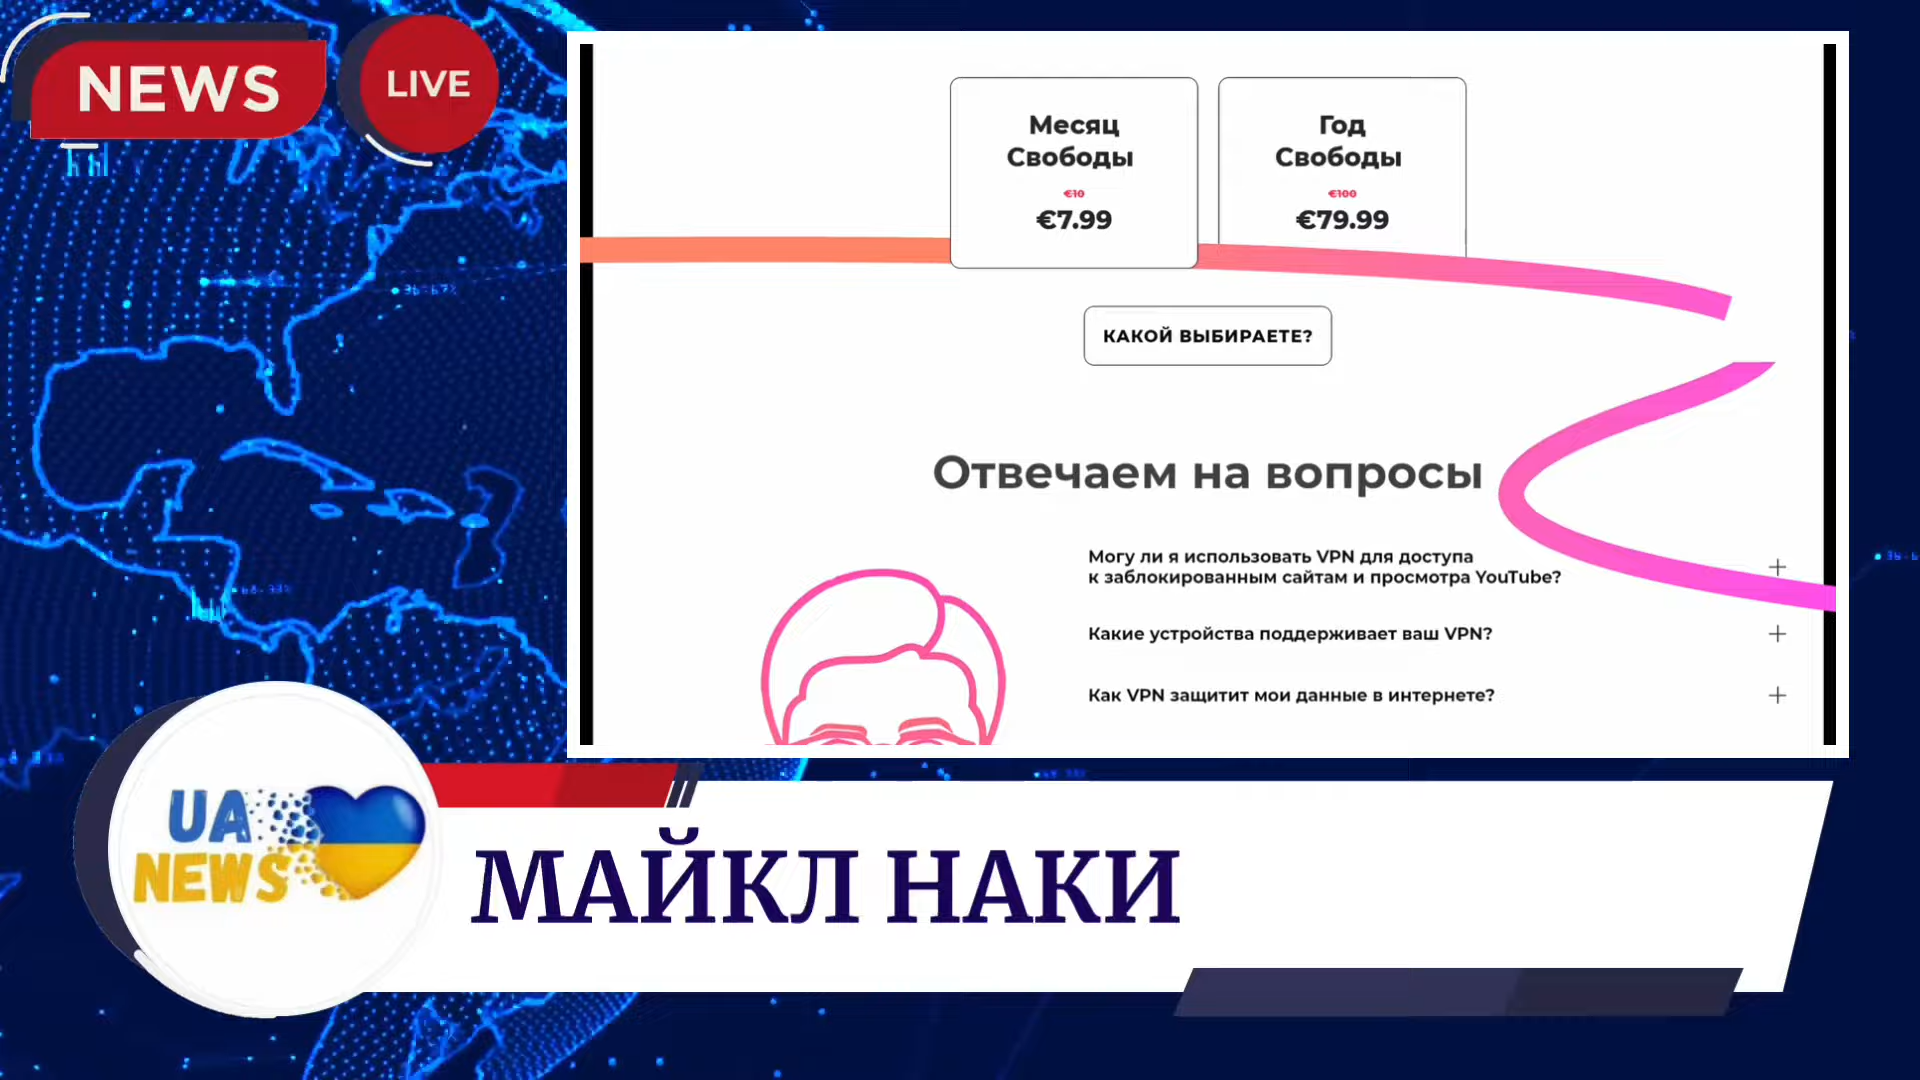 NEWS
LIVE
Месяц
Свободы
€10
€7.99
Год
Свободы
€100
€79.99
КАКОЙ ВЫБИРАЕТЕ?
Отвечаем на вопросы
Могу ли я использовать VPN для доступа
к заблокированным сайтам и просмотра YouTube?
Какие устройства поддерживает ваш VPN?
Как VPN защитит мои данные в интернете?
UA
NEWS
МАЙКЛ НАКИ